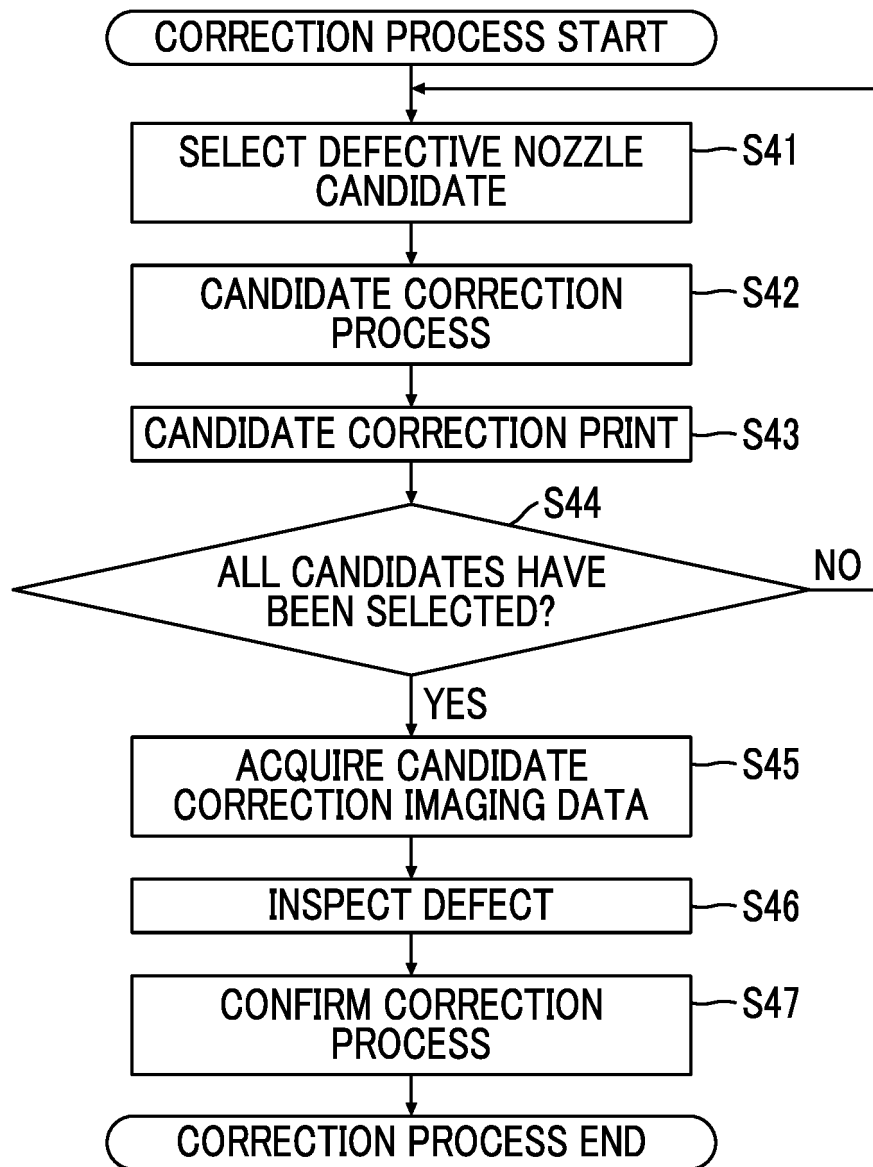 CORRECTION PROCESS START
SELECT DEFECTIVE NOZZLE
CANDIDATE
S41
CANDIDATE CORRECTION
PROCESS
S42
CANDIDATE CORRECTION PRINT
S43
S44
ALL CANDIDATES HAVE
BEEN SELECTED?
NO
YES
ACQUIRE CANDIDATE
CORRECTION IMAGING DATA
S45
INSPECT DEFECT
S46
CONFIRM CORRECTION
PROCESS
S47
CORRECTION PROCESS END